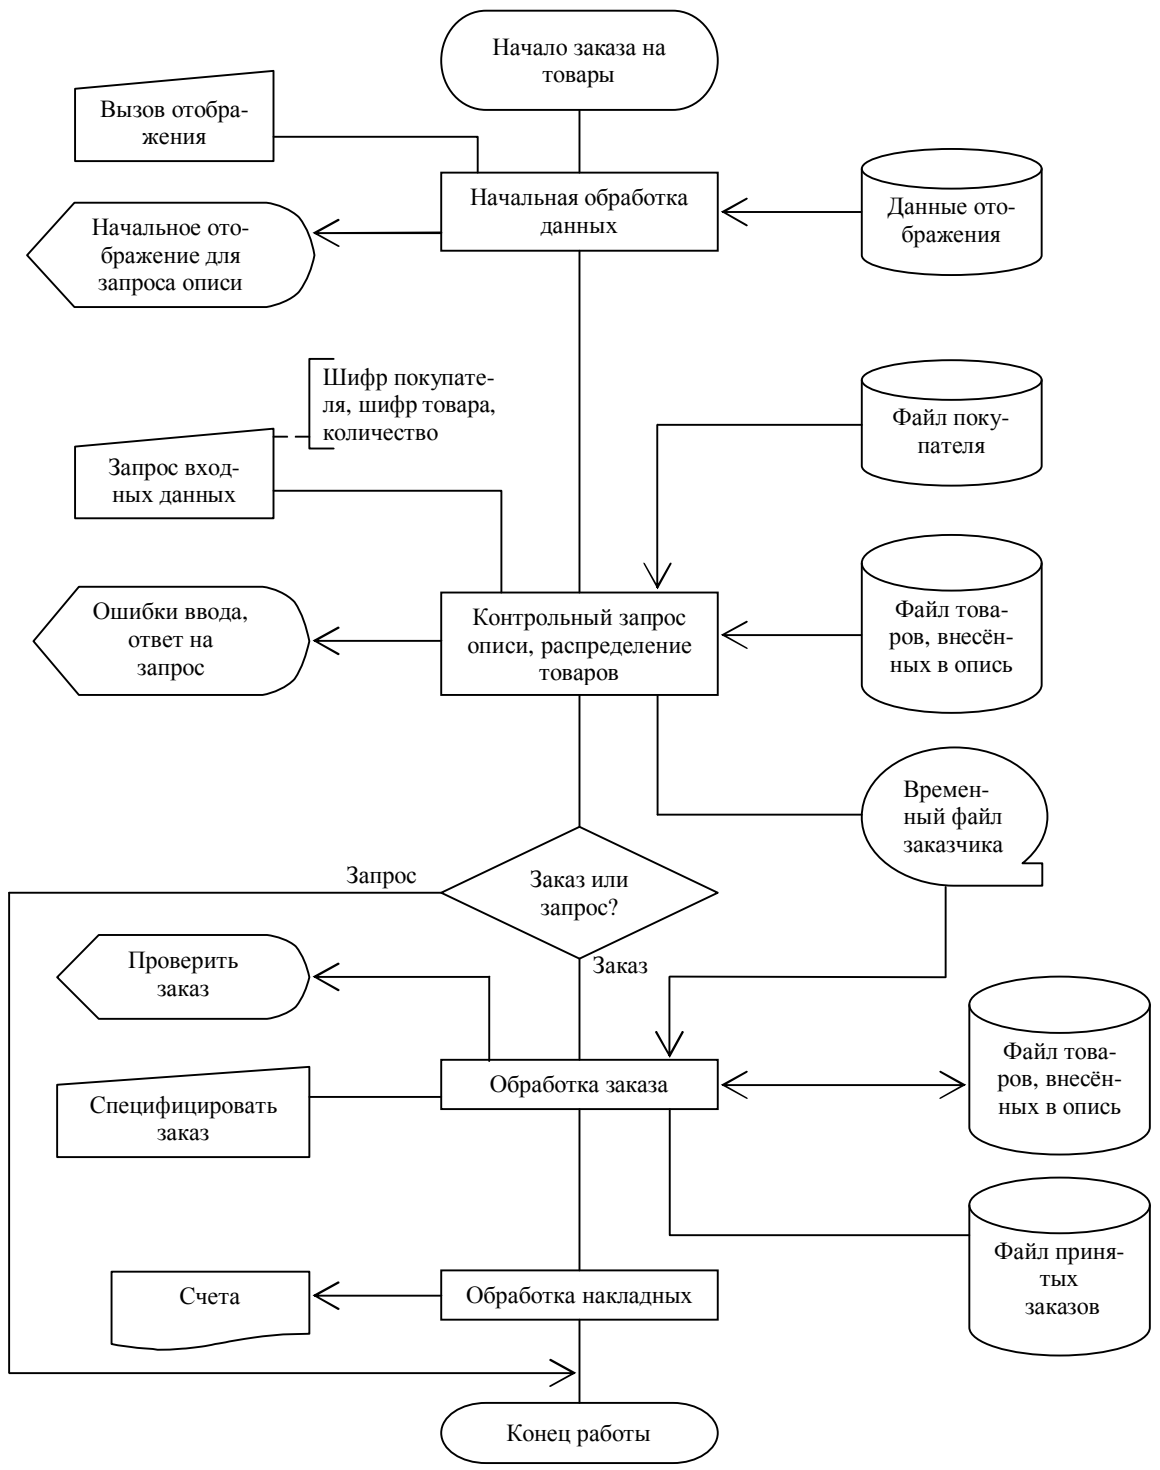 Начало заказа на
товары
Вызов отобра-
жения
Начальная обработка
данных
Данные ото-
бражения
Начальное ото-
бражение для
запроса описи
Шифр покупате-
ля, шифр товара,
количество
Файл поку-
пателя
Запрос вход-
ных данных
Ошибки ввода,
ответ на
запрос
Контрольный запрос
описи, распределение
товаров
Файл това-
ров, внесён-
ных в опись
Времен-
ный файл
заказчика
Запрос
Заказ или
запрос?
Заказ
Проверить
заказ
Обработка заказа
Файл това-
ров, внесён-
ных в опись
Специфицировать
заказ
Файл приня-
тых
заказов
Счета
Обработка накладных
Конец работы